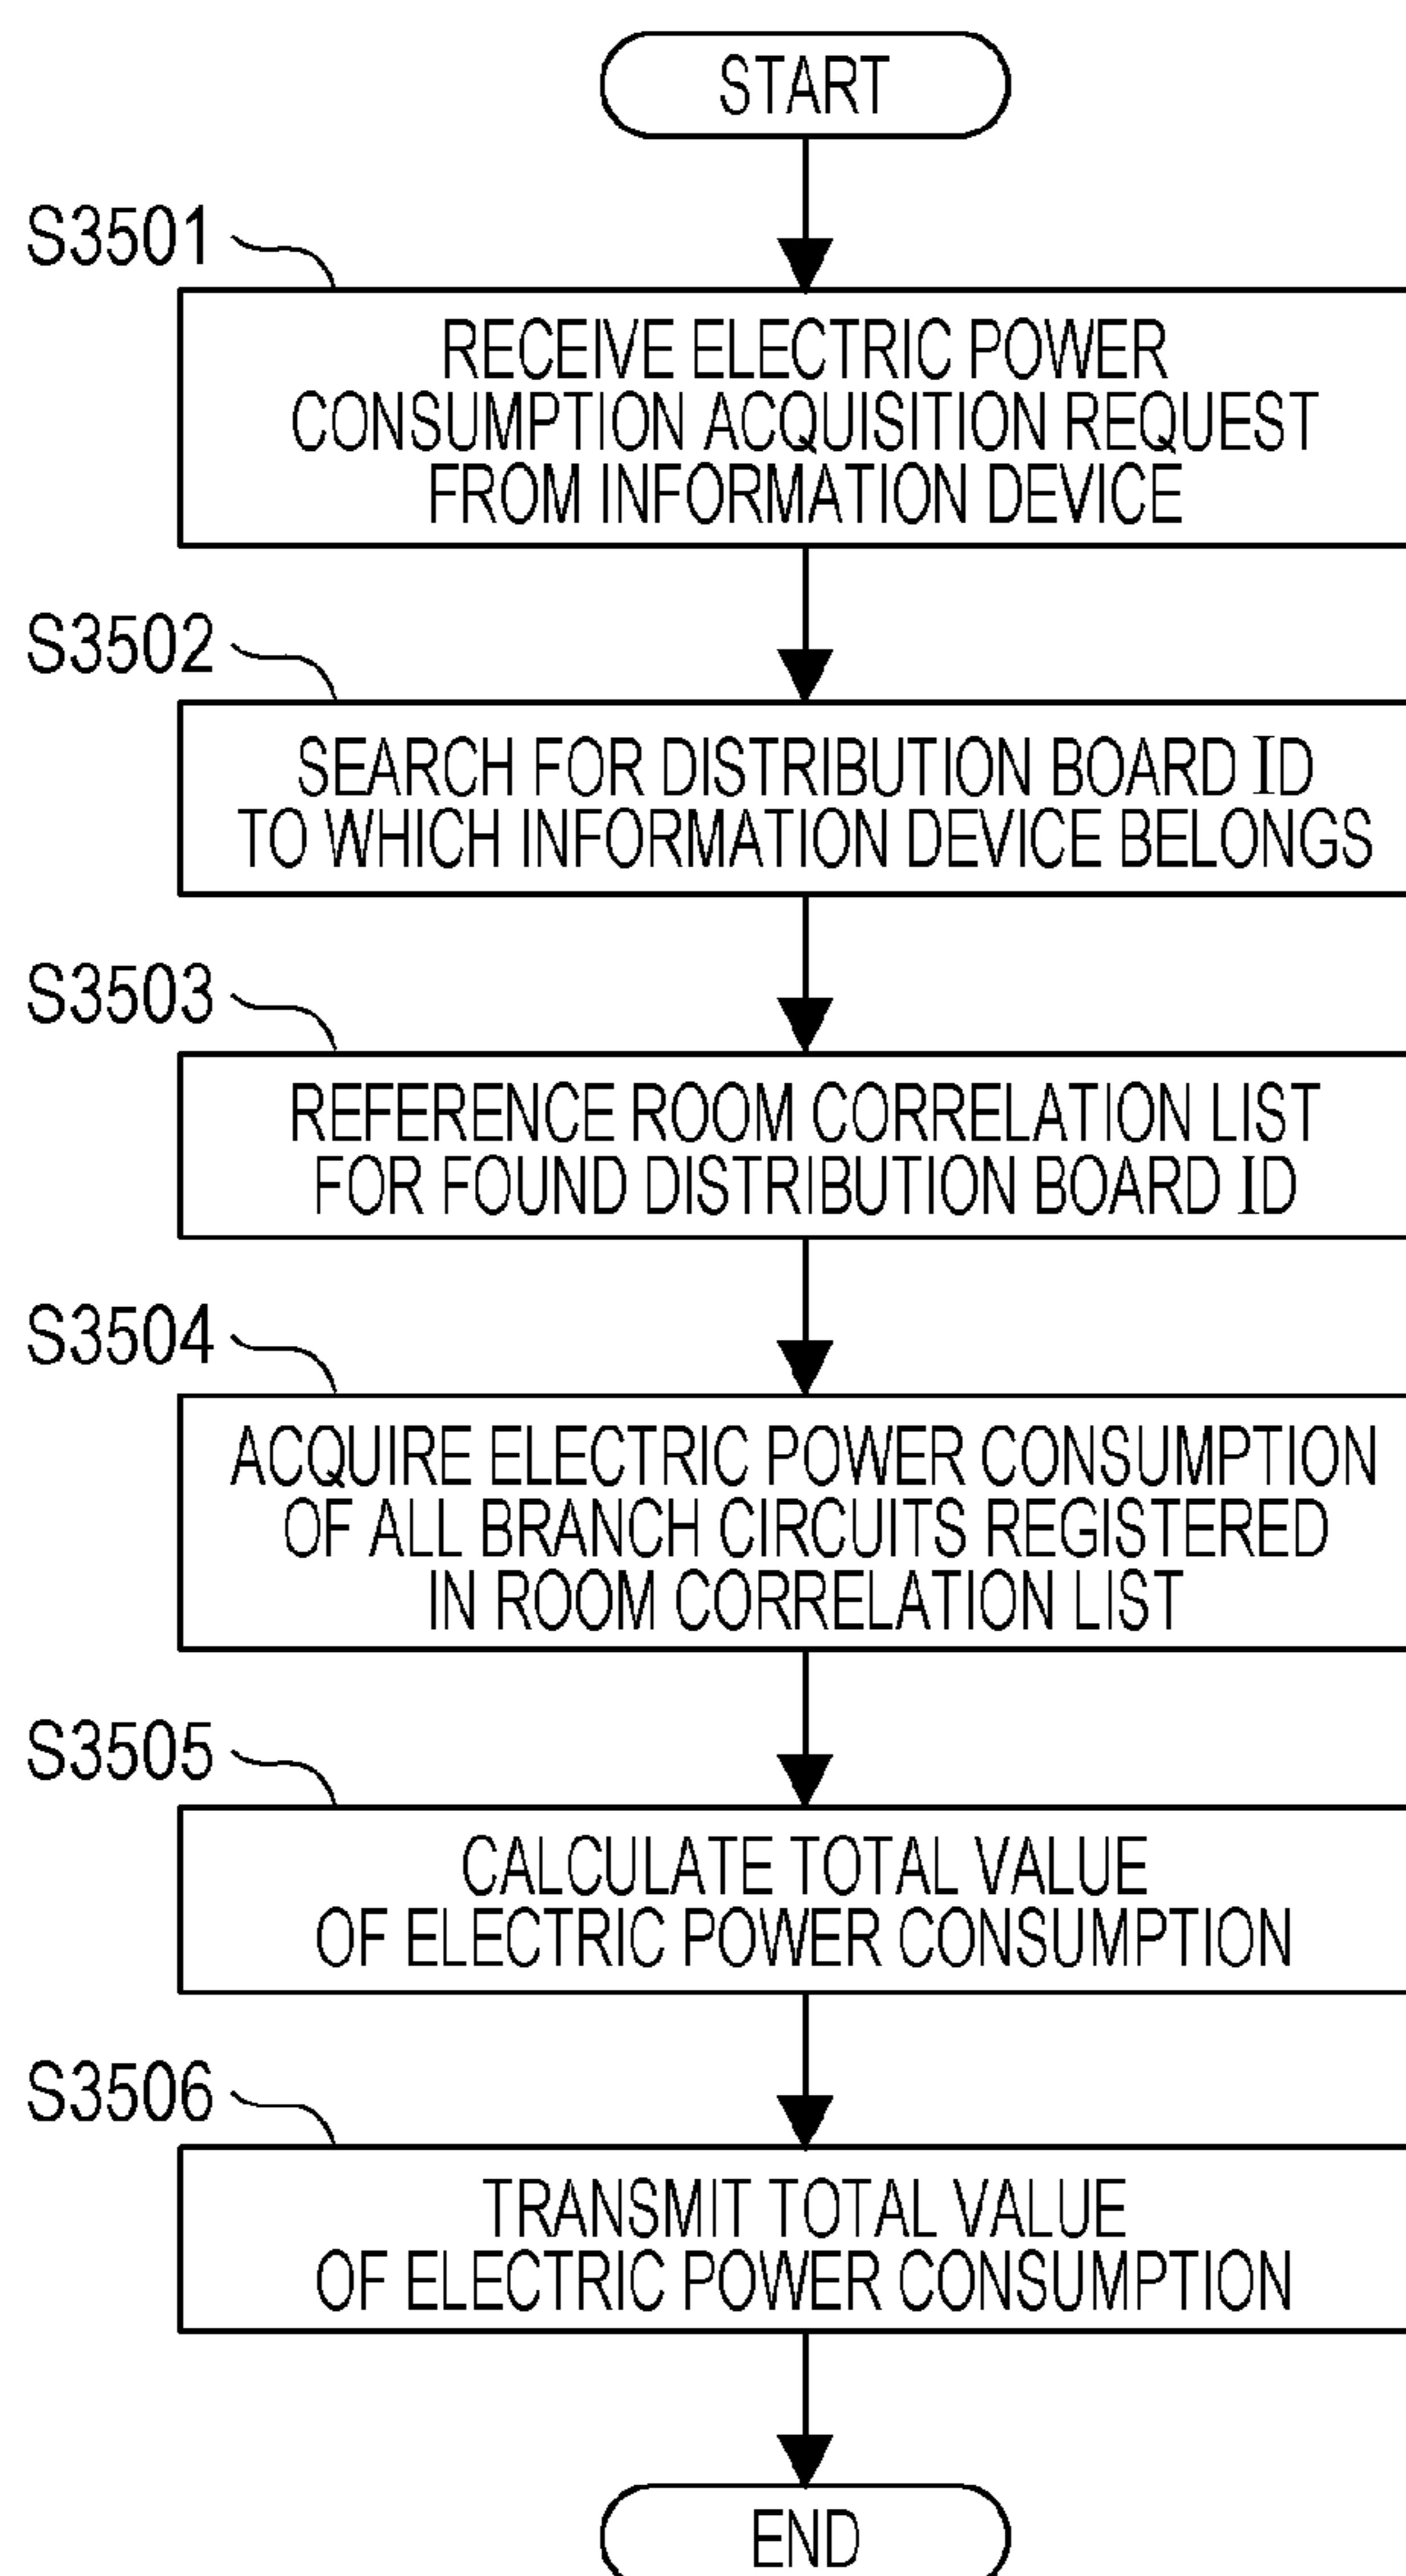 START
S3501
RECEIVE ELECTRIC POWER
CONSUMPTION ACQUISITION REQUEST
FROM INFORMATION DEVICE
S3502
SEARCH FOR DISTRIBUTION BOARD ID
TO WHICH INFORMATION DEVICE BELONGS
S3503
REFERENCE ROOM CORRELATION LIST
FOR FOUND DISTRIBUTION BOARD ID
S3504
ACQUIRE ELECTRIC POWER CONSUMPTION
OF ALL BRANCH CIRCUITS REGISTERED
IN ROOM CORRELATION LIST
S3505
CALCULATE TOTAL VALUE
OF ELECTRIC POWER CONSUMPTION
S3506
TRANSMIT TOTAL VALUE
OF ELECTRIC POWER CONSUMPTION
END